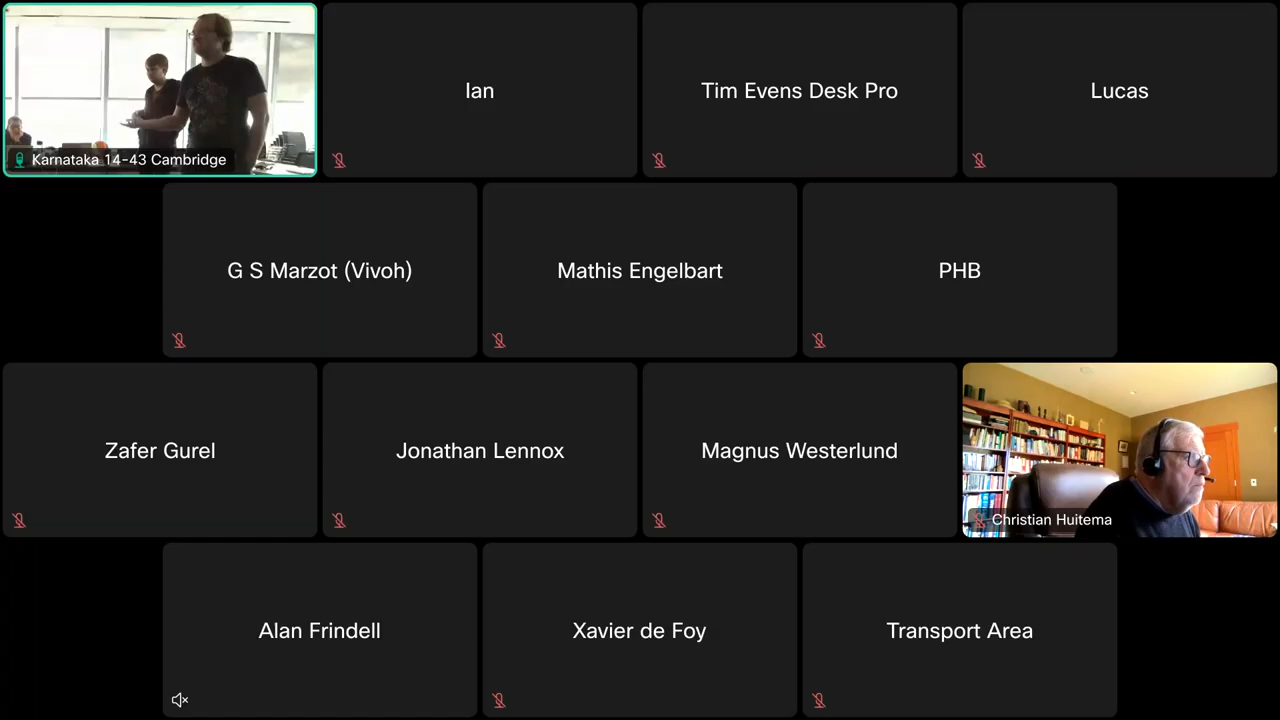 Karnataka 14-43 Cambridge
Ian
Tim Evens Desk Pro
Lucas
G S Marzot (Vivoh)
Mathis Engelbart
PHB
Zafer Gurel
Jonathan Lennox
Magnus Westerlund
Christian Huitema
Alan Frindell
Xavier de Foy
Transport Area